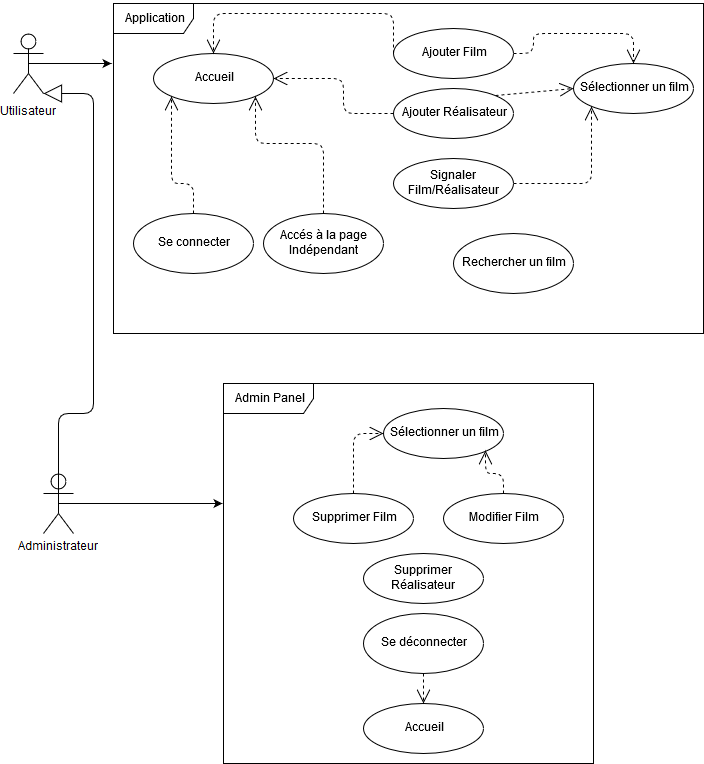 Application
Utilisateur
Accueil
Ajouter Film
Ajouter Réalisateur
Sélectionner un film
Signaler
Film/Réalisateur
Se connecter
Accés à la page
Indépendant
Rechercher un film
Admin Panel
Administrateur
Sélectionner un film
Supprimer Film
Modifier Film
Supprimer
Réalisateur
Se déconnecter
Accueil